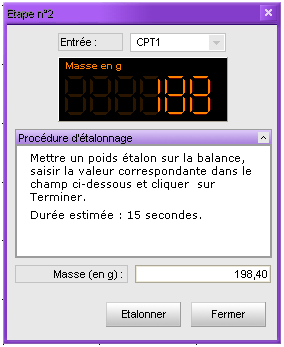 Etape n°2
Entrée :
CPT1
Masse en g
188
Procédure d'étalonnage
Mettre un poids étalon sur la balance,
saisir la valeur correspondante dans le
champ ci-dessous et cliquer sur
Terminer.
Durée estimée : 15 secondes.
Masse (en g) :
198,40
Etalonner
Fermer